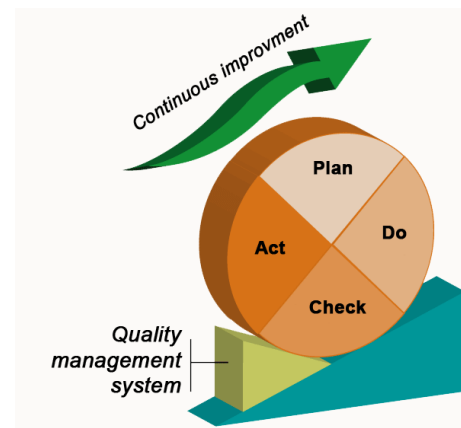 Continuous improvment
Plan
Do
Act
Check
Quality
management
system